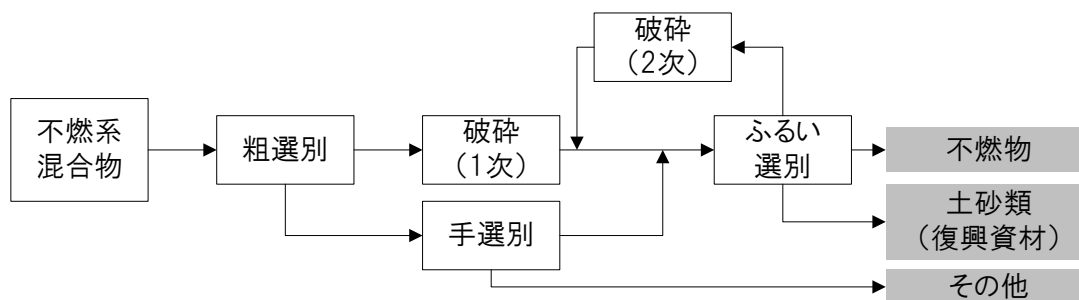 破砕
（2次）
不燃系
混合物
粗選別
破砕
（1次）
ふるい
選別
不燃物
手選別
土砂類
（復興資材）
その他